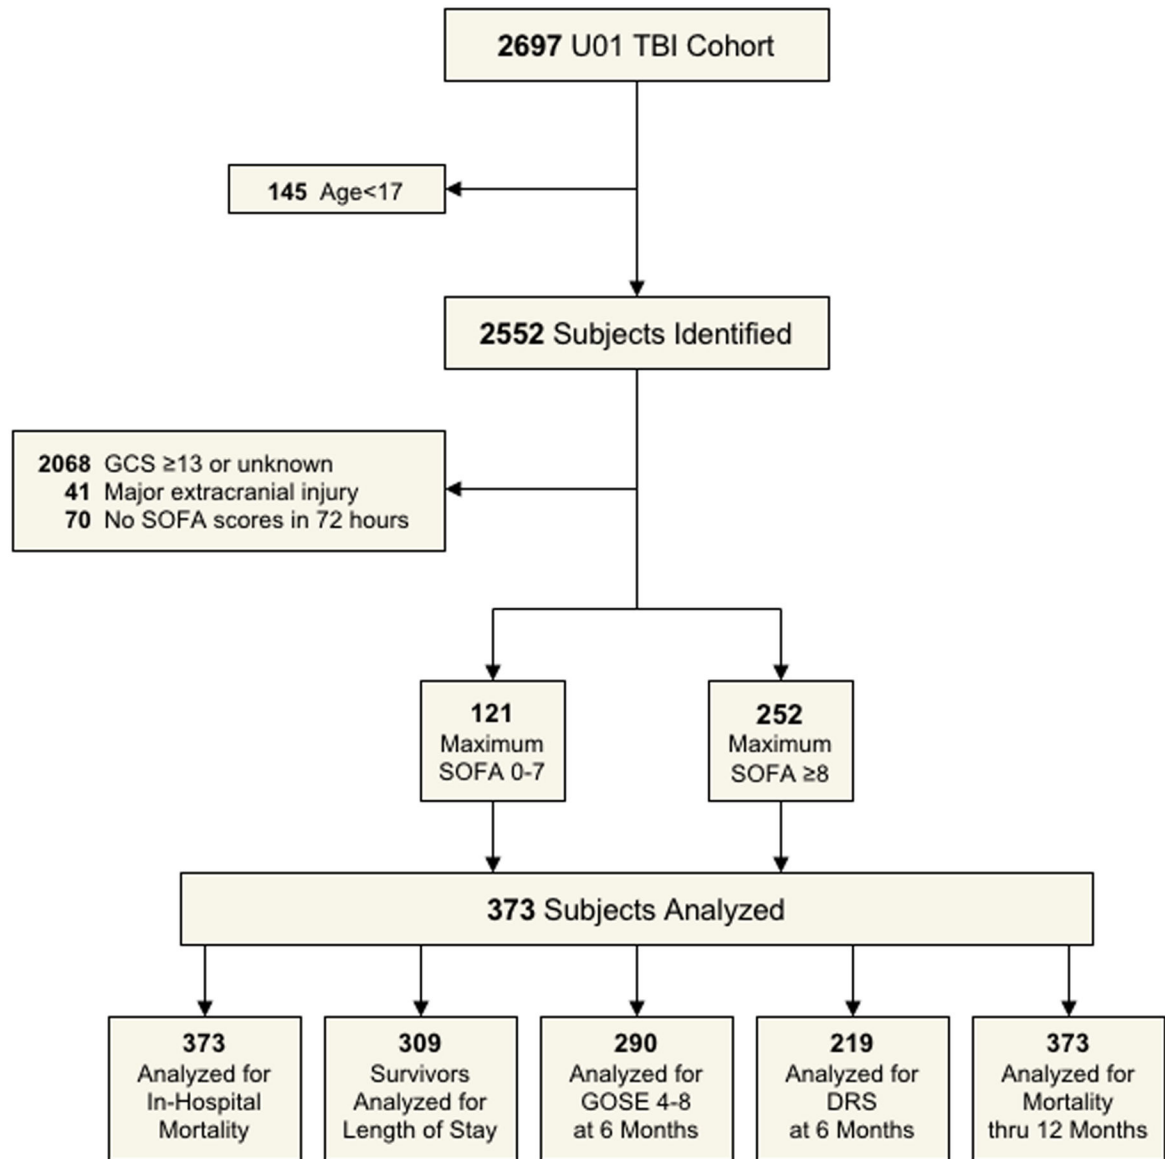 2697 U01 TBI Cohort
145 Age<17
2552 Subjects Identified
2068 GCS ≥13 or unknown
41 Major extracranial injury
70 No SOFA scores in 72 hours
121
Maximum
SOFA 0-7
252
Maximum
SOFA ≥8
373 Subjects Analyzed
373
Analyzed for
In-Hospital
Mortality
309
Survivors
Analyzed for
Length of Stay
290
Analyzed for
GOSE 4-8
at 6 Months
219
Analyzed for
DRS
at 6 Months
373
Analyzed for
Mortality
thru 12 Months